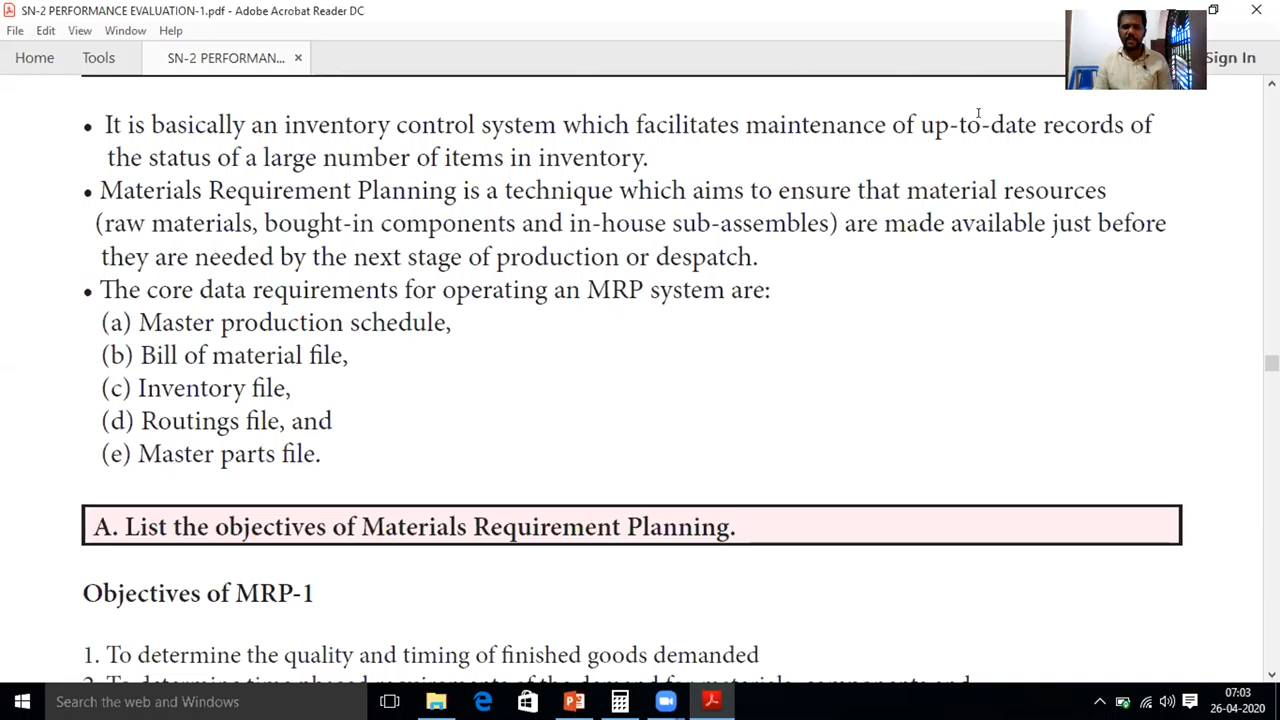 SN-2 PERFORMANCE EVALUATION-1.pdf - Adobe Acrobat Reader DC
File Edit View Window Help
Home Tools SN-2 PERFORMAN... × Sign In
• It is basically an inventory control system which facilitates maintenance of up-to-date records of
the status of a large number of items in inventory.
• Materials Requirement Planning is a technique which aims to ensure that material resources
(raw materials, bought-in components and in-house sub-assembles) are made available just before
they are needed by the next stage of production or despatch.
• The core data requirements for operating an MRP system are:
(a) Master production schedule,
(b) Bill of material file,
(c) Inventory file,
(d) Routings file, and
(e) Master parts file.
A. List the objectives of Materials Requirement Planning.
Objectives of MRP-1
1. To determine the quality and timing of finished goods demanded
Search the web and Windows
07:03
26-04-2020